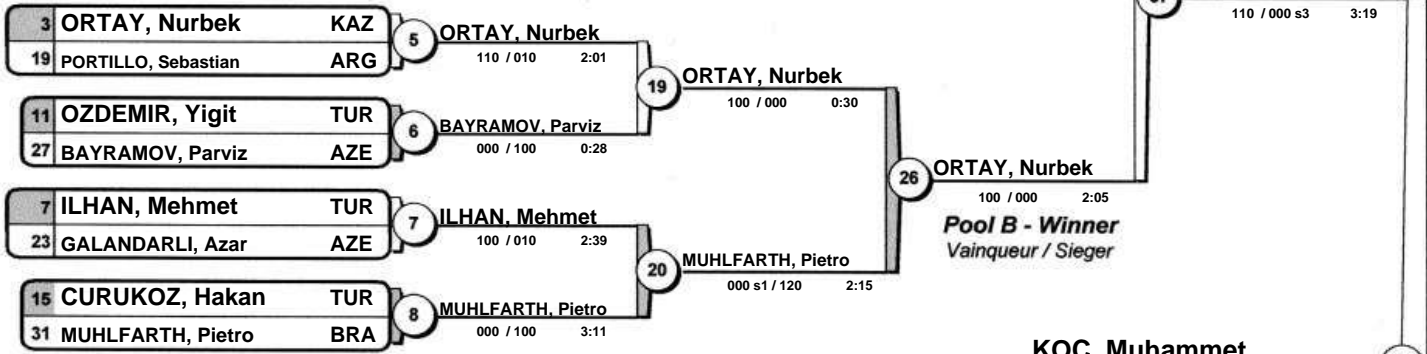 110 / 000 s3 3:19
3 ORTAY, Nurbek KAZ
19 PORTILLO, Sebastian ARG
5
ORTAY, Nurbek
110 / 010 2:01
11 OZDEMIR, Yigit TUR
27 BAYRAMOV, Parviz AZE
6
BAYRAMOV, Parviz
000 / 100 0:28
19
ORTAY, Nurbek
100 / 000 0:30
7 ILHAN, Mehmet TUR
23 GALANDARLI, Azar AZE
7
ILHAN, Mehmet
100 / 010 2:39
15 CURUKOZ, Hakan TUR
31 MUHLFARTH, Pietro BRA
8
MUHLFARTH, Pietro
000 / 100 3:11
20
MUHLFARTH, Pietro
000 s1 / 120 2:15
26
ORTAY, Nurbek
100 / 000 2:05
Pool B - Winner
Vainqueur / Sieger
KOC, Muhammet